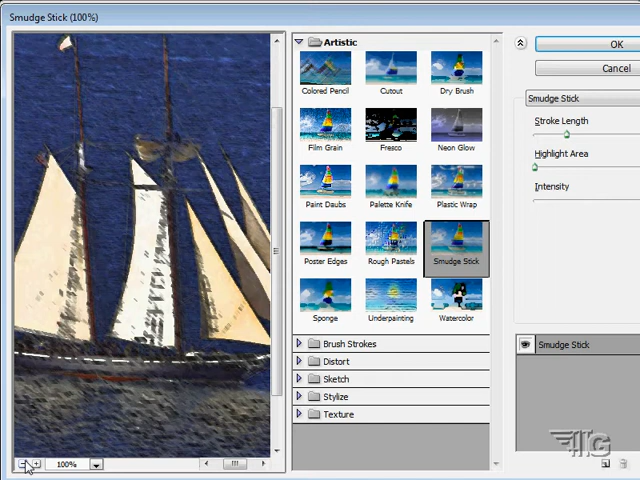 Smudge Stick (100%)
Artistic
Colored Pencil
Cutout
Dry Brush
Film Grain
Fresco
Neon Glow
Paint Daubs
Palette Knife
Plastic Wrap
Poster Edges
Rough Pastels
Smudge Stick
Sponge
Underpainting
Watercolor
Brush Strokes
Distort
Sketch
Stylize
Texture
100%
OK
Cancel
Smudge Stick
Stroke Length
Highlight Area
Intensity
Smudge Stick